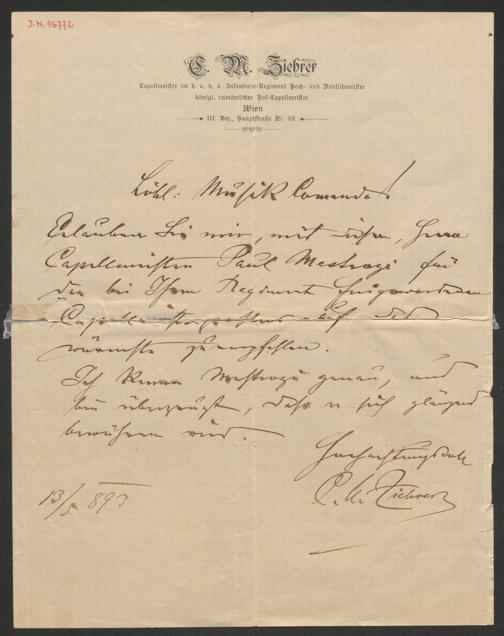 J.N. 96772
C. M. Ziehrer
Capellmeister im k. u. k. Infanterie-Regiment Hoch- und Deutschmeister
königl. rumänischer Hof-Capellmeister
Wien
III. Bez., Hauptstraße Nr. 59.
Löbl: Musik Comando!
Erlauben Sie mir, mit diesem, Herrn
Capellmeister Paul Mestrozi für
den bei Ihrem Regiment freigewordenen
Capellmeisterposten auf das
wärmste zu empfehlen.
Ich kenne Mestrozi genau, und
bin überzeugt, dass er sich glänzend
bewähren wird.
Hochachtungsvoll
C. M. Ziehrer
13/5 893